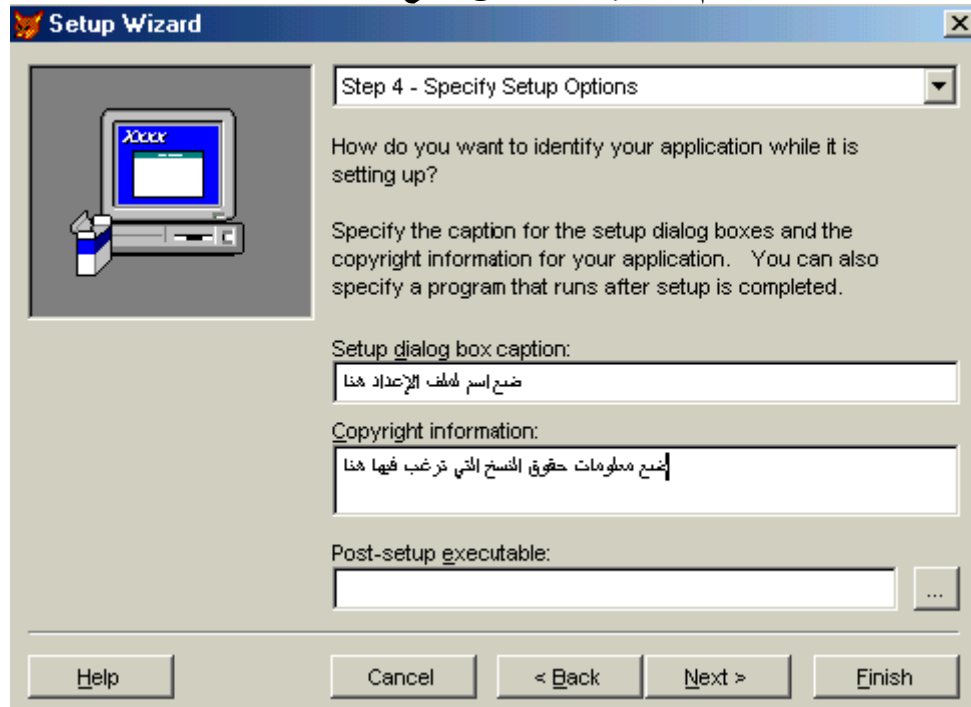 Setup Wizard
Step 4 - Specify Setup Options
Xxxx
How do you want to identify your application while it is
setting up?
Specify the caption for the setup dialog boxes and the
copyright information for your application. You can also
specify a program that runs after setup is completed.
Setup dialog box caption:
ضع اسم لملف الإعداد هنا
Copyright information:
ضع معلومات حقوق النسخ التي ترغب فيها هنا
Post-setup executable:
...
Help
Cancel
< Back
Next >
Finish